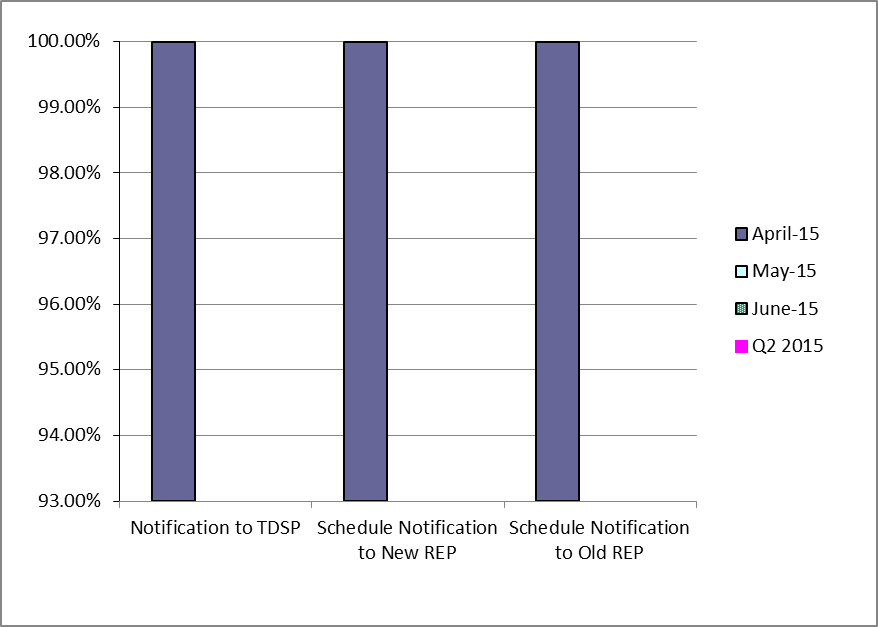 100.00%
99.00%
98.00%
97.00%
96.00%
95.00%
94.00%
93.00%
Notification to TDSP
Schedule Notification
to New REP
Schedule Notification
to Old REP
April-15
May-15
June-15
Q2 2015